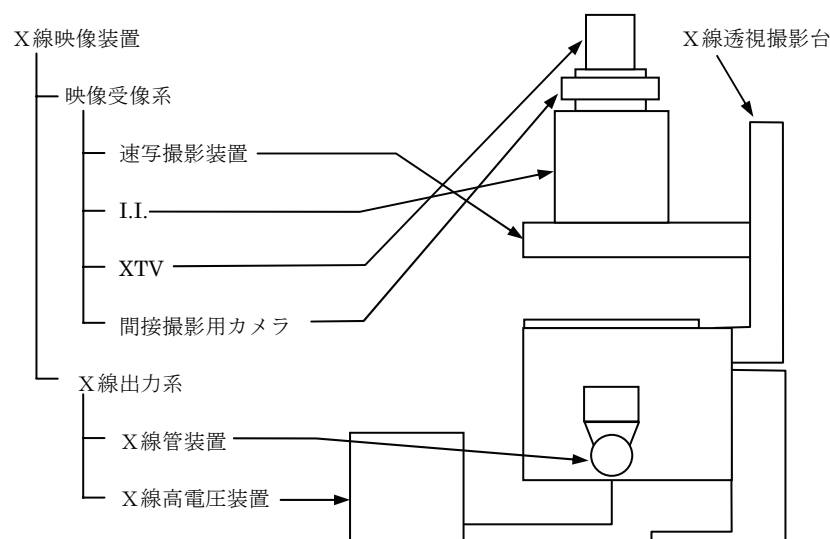 X線映像装置
X線透視撮影台
映像受像系
速写撮影装置
I.I.
XTV
間接撮影用カメラ
X線出力系
X線管装置
X線高電圧装置